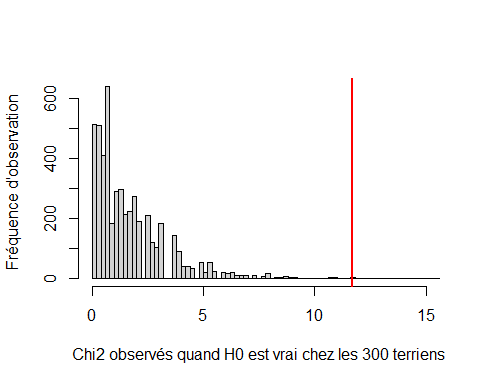 Fréquence d'observation
600
400
200
0
0 5 10 15
Chi2 observés quand H0 est vrai chez les 300 terriens